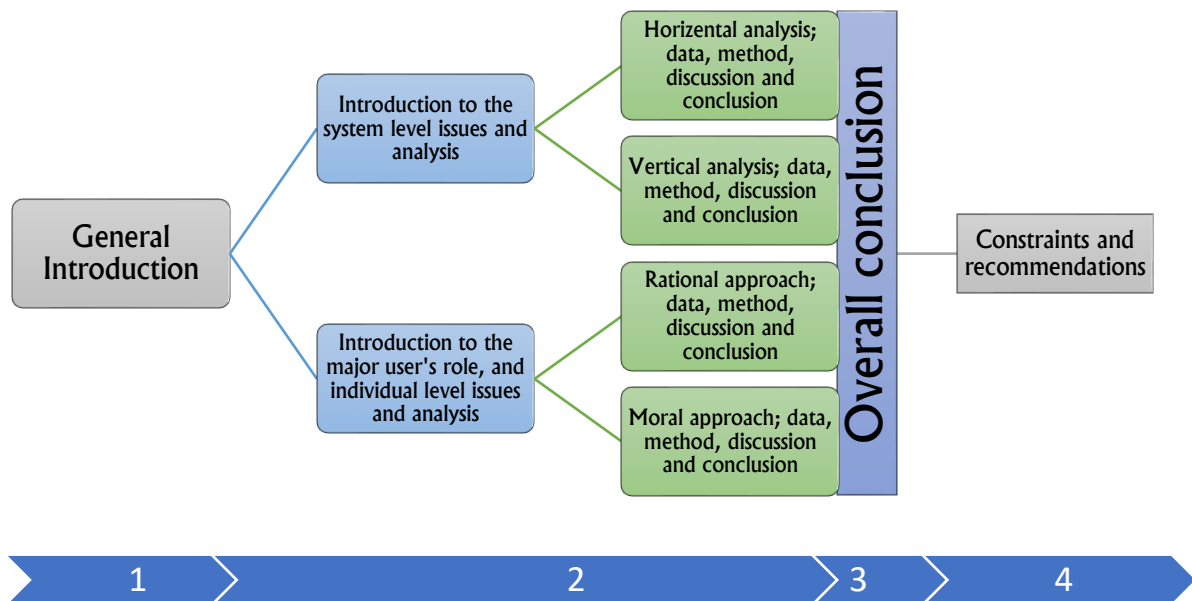 General
Introduction
Introduction to the
system level issues and
analysis
Introduction to the
major user's role, and
individual level issues
and analysis
Horizental analysis;
data, method,
discussion and
conclusion
Vertical analysis; data,
method, discussion
and conclusion
Rational approach;
data, method,
discussion and
conclusion
Moral approach; data,
method, discussion
and conclusion
Overall conclusion
Constraints and
recommendations
1
2
3
4